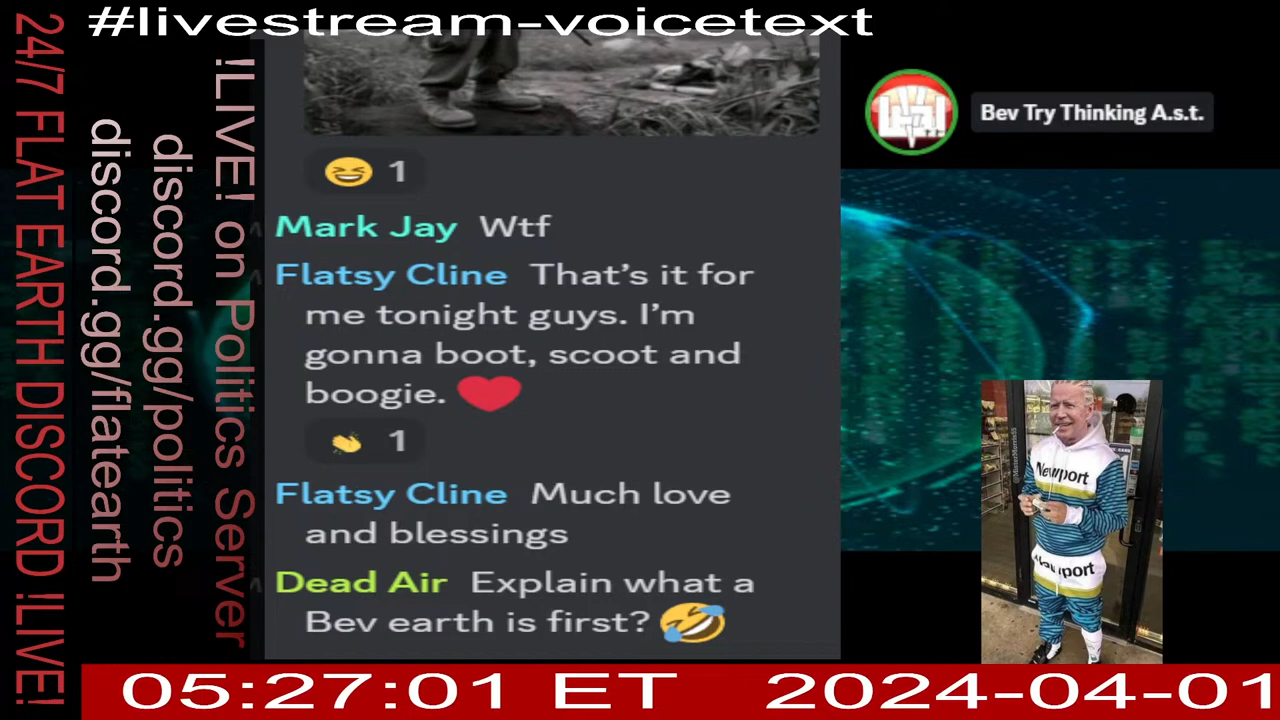 #livestream-voicetext
24/7 FLAT EARTH DISCORD !LIVE!
discord.gg/flatearth
discord.gg/politics
!LIVE! on Politics Server
😆 1
Mark Jay Wtf
Flatsy Cline That’s it for
me tonight guys. I’m
gonna boot, scoot and
boogie. ❤️
👏 1
Flatsy Cline Much love
and blessings
Dead Air Explain what a
Bev earth is first? 🤣
Bev Try Thinking A.s.t.
Newport
Newport
05:27:01 ET 2024-04-01